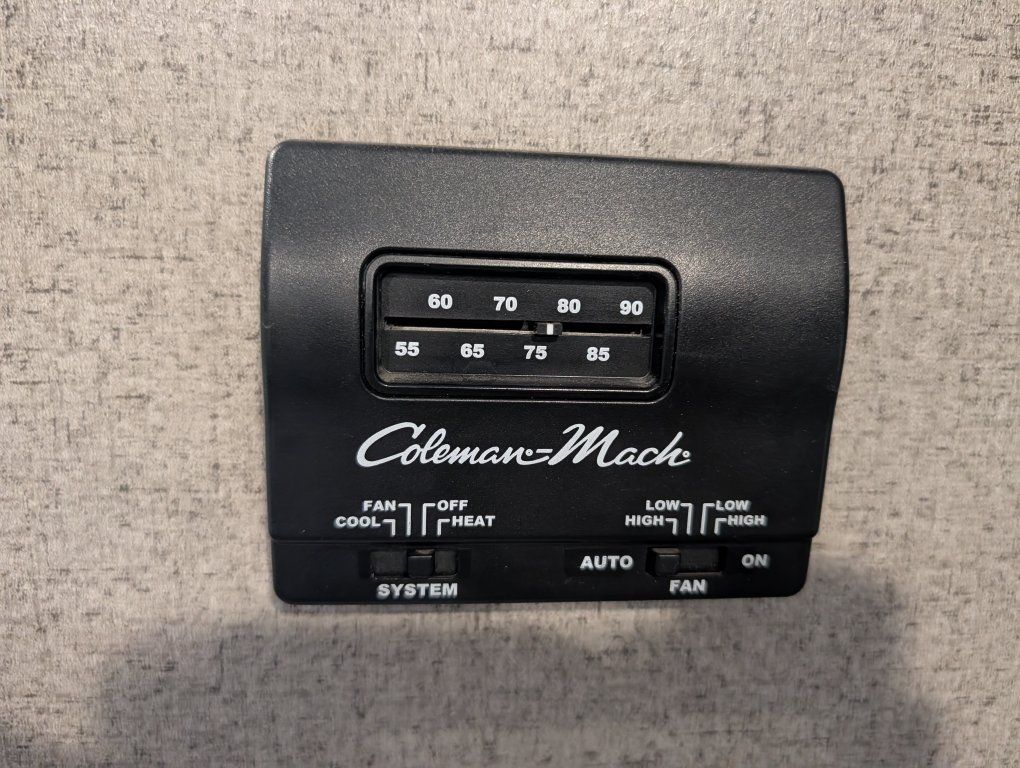 60 70 80 90
55 65 75 85
Coleman-Mach
FAN OFF
COOL HEAT
LOW LOW
HIGH HIGH
AUTO ON
SYSTEM FAN